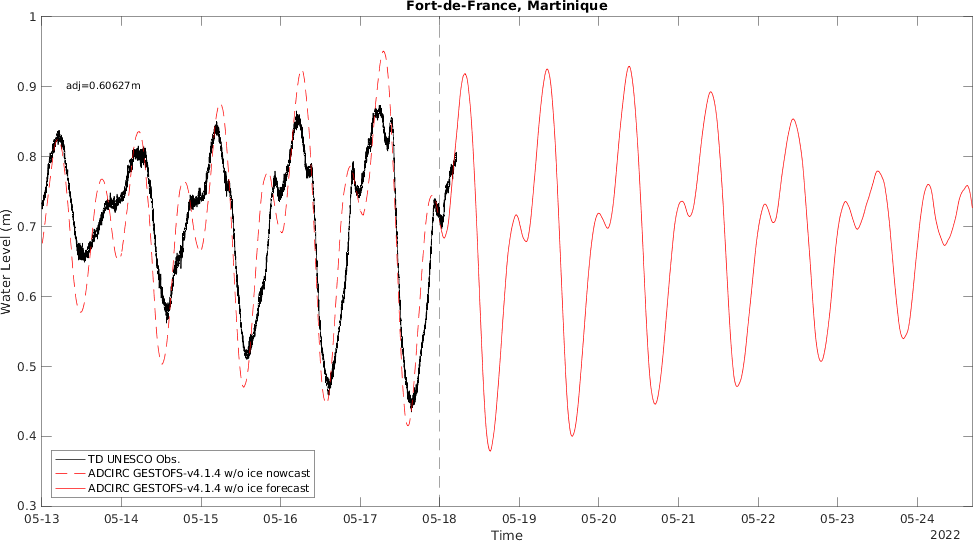 Fort-de-France, Martinique
1
0.9
0.8
0.7
0.6
0.5
0.4
0.3
Water Level (m)
adj=0.60627m
TD UNESCO Obs.
ADCIRC GESTOFS-v4.1.4 w/o ice nowcast
ADCIRC GESTOFS-v4.1.4 w/o ice forecast
05-13 05-14 05-15 05-16 05-17 05-18 05-19 05-20 05-21 05-22 05-23 05-24
Time
2022